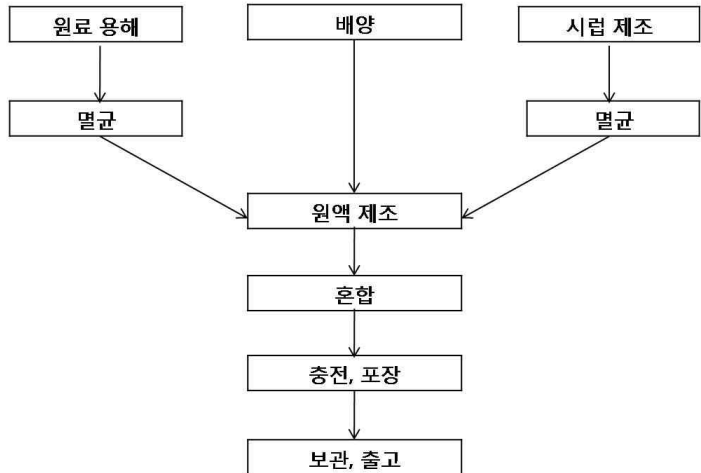 원료 용해
배양
시럽 제조
멸균
멸균
원액 제조
혼합
충전, 포장
보관, 출고